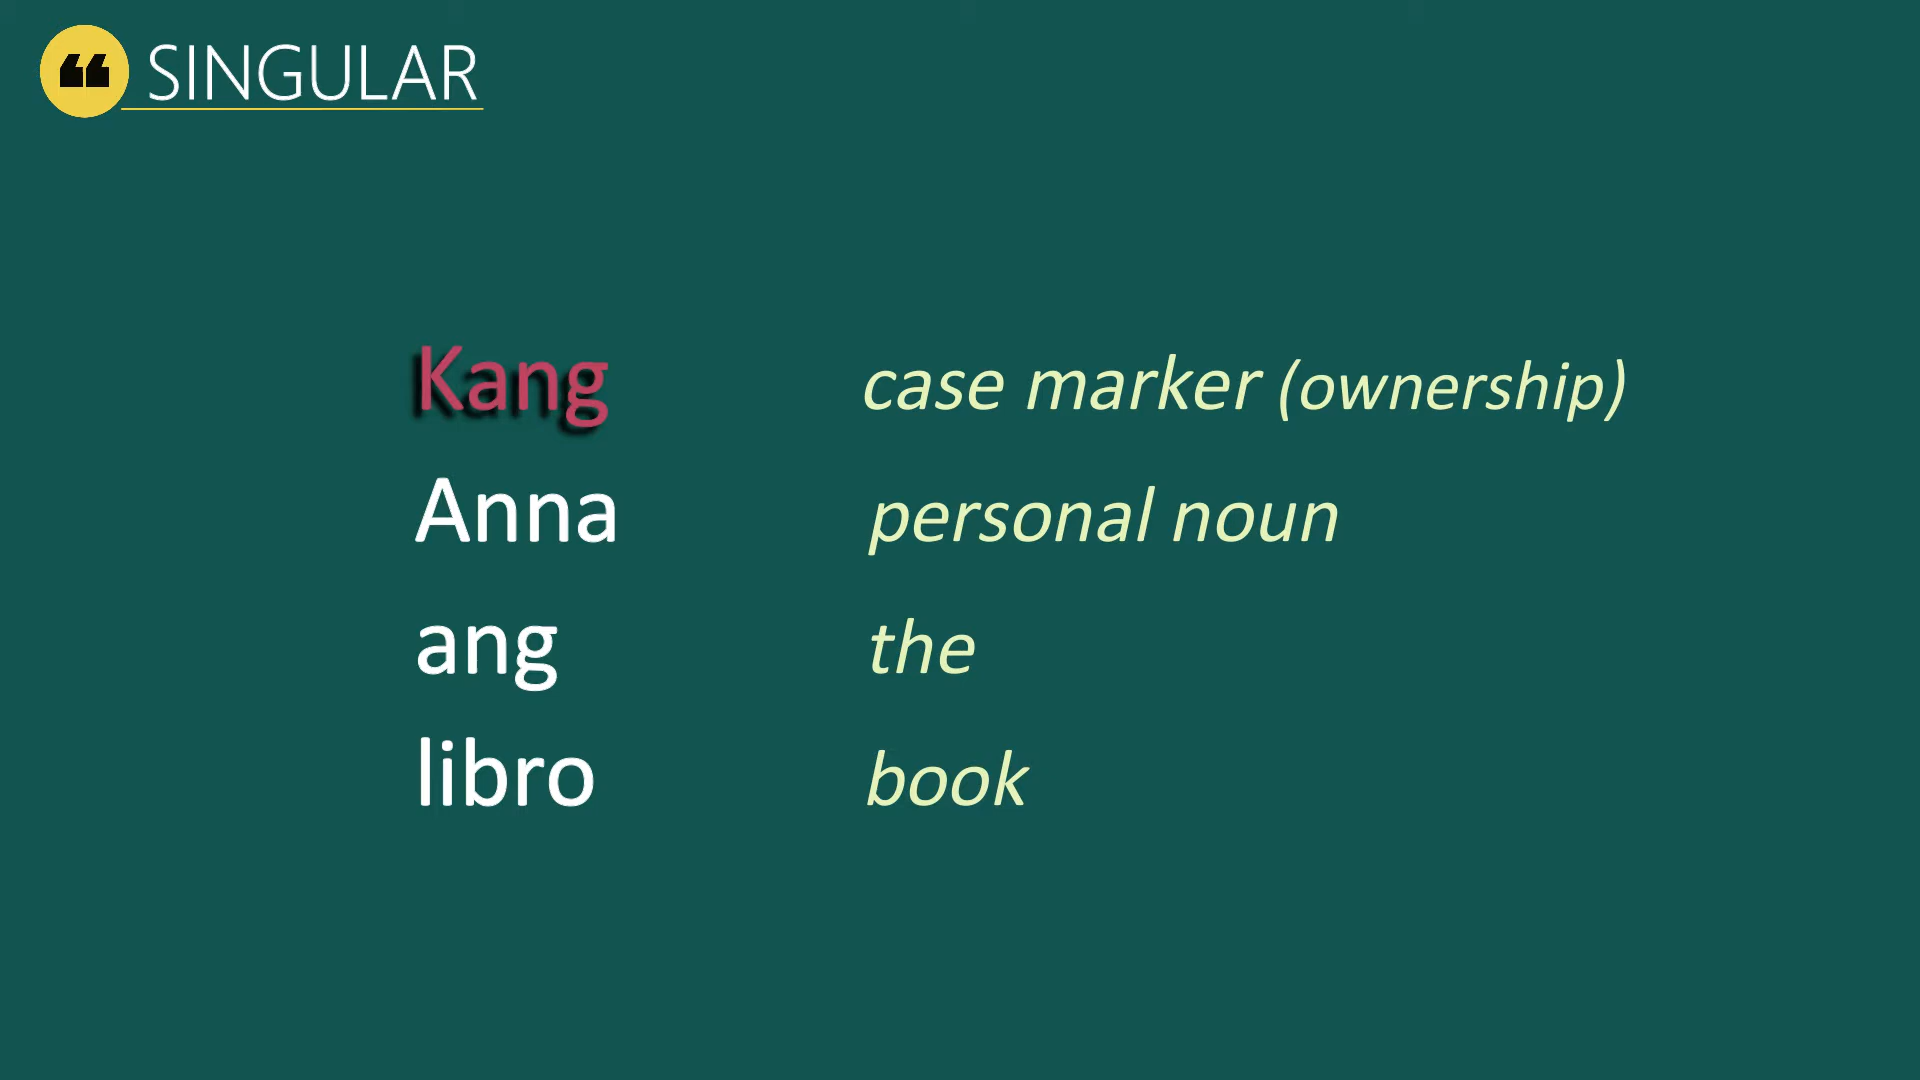 ❝ SINGULAR
Kang case marker (ownership)
Anna personal noun
ang the
libro book